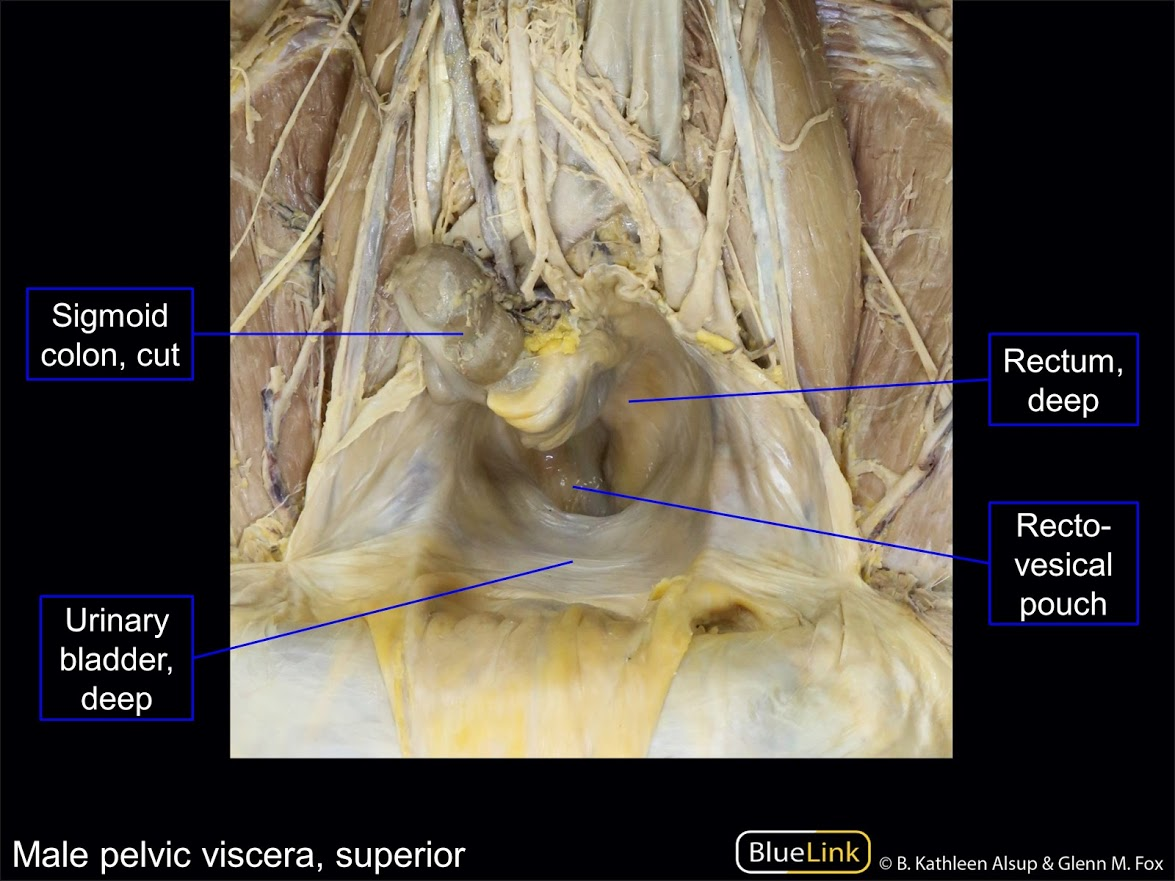 Sigmoid
colon, cut
Rectum,
deep
Recto-
vesical
pouch
Urinary
bladder,
deep
Male pelvic viscera, superior
BlueLink
© B. Kathleen Alsup & Glenn M. Fox